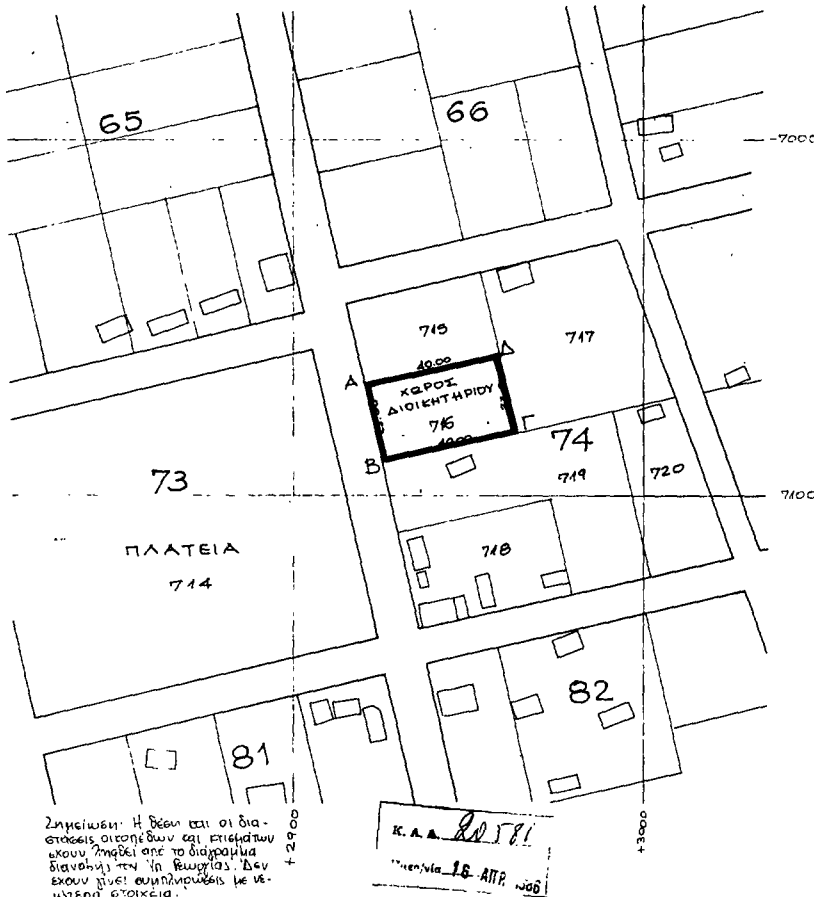 65
66
-7000
715
717
40.00
Α
Δ
ΧΩΡΟΣ
ΔΙΟΙΚΗΤΗΡΙΟΥ
716
40.00
Γ
Β
74
73
719
720
-7100
ΠΛΑΤΕΙΑ
714
718
82
81
+2900
+3000
Σημείωση: Η θέση και οι δια-
στάσεις οικοπέδων και κτισμάτων
έχουν ληφθεί από το διάγραμμα
διανομής της Υπ. Γεωργίας. Δεν
έχουν γίνει συμπληρώσεις με νε-
ώτερα στοιχεία.
Κ. Α. Α.
16 ΑΠΡ.